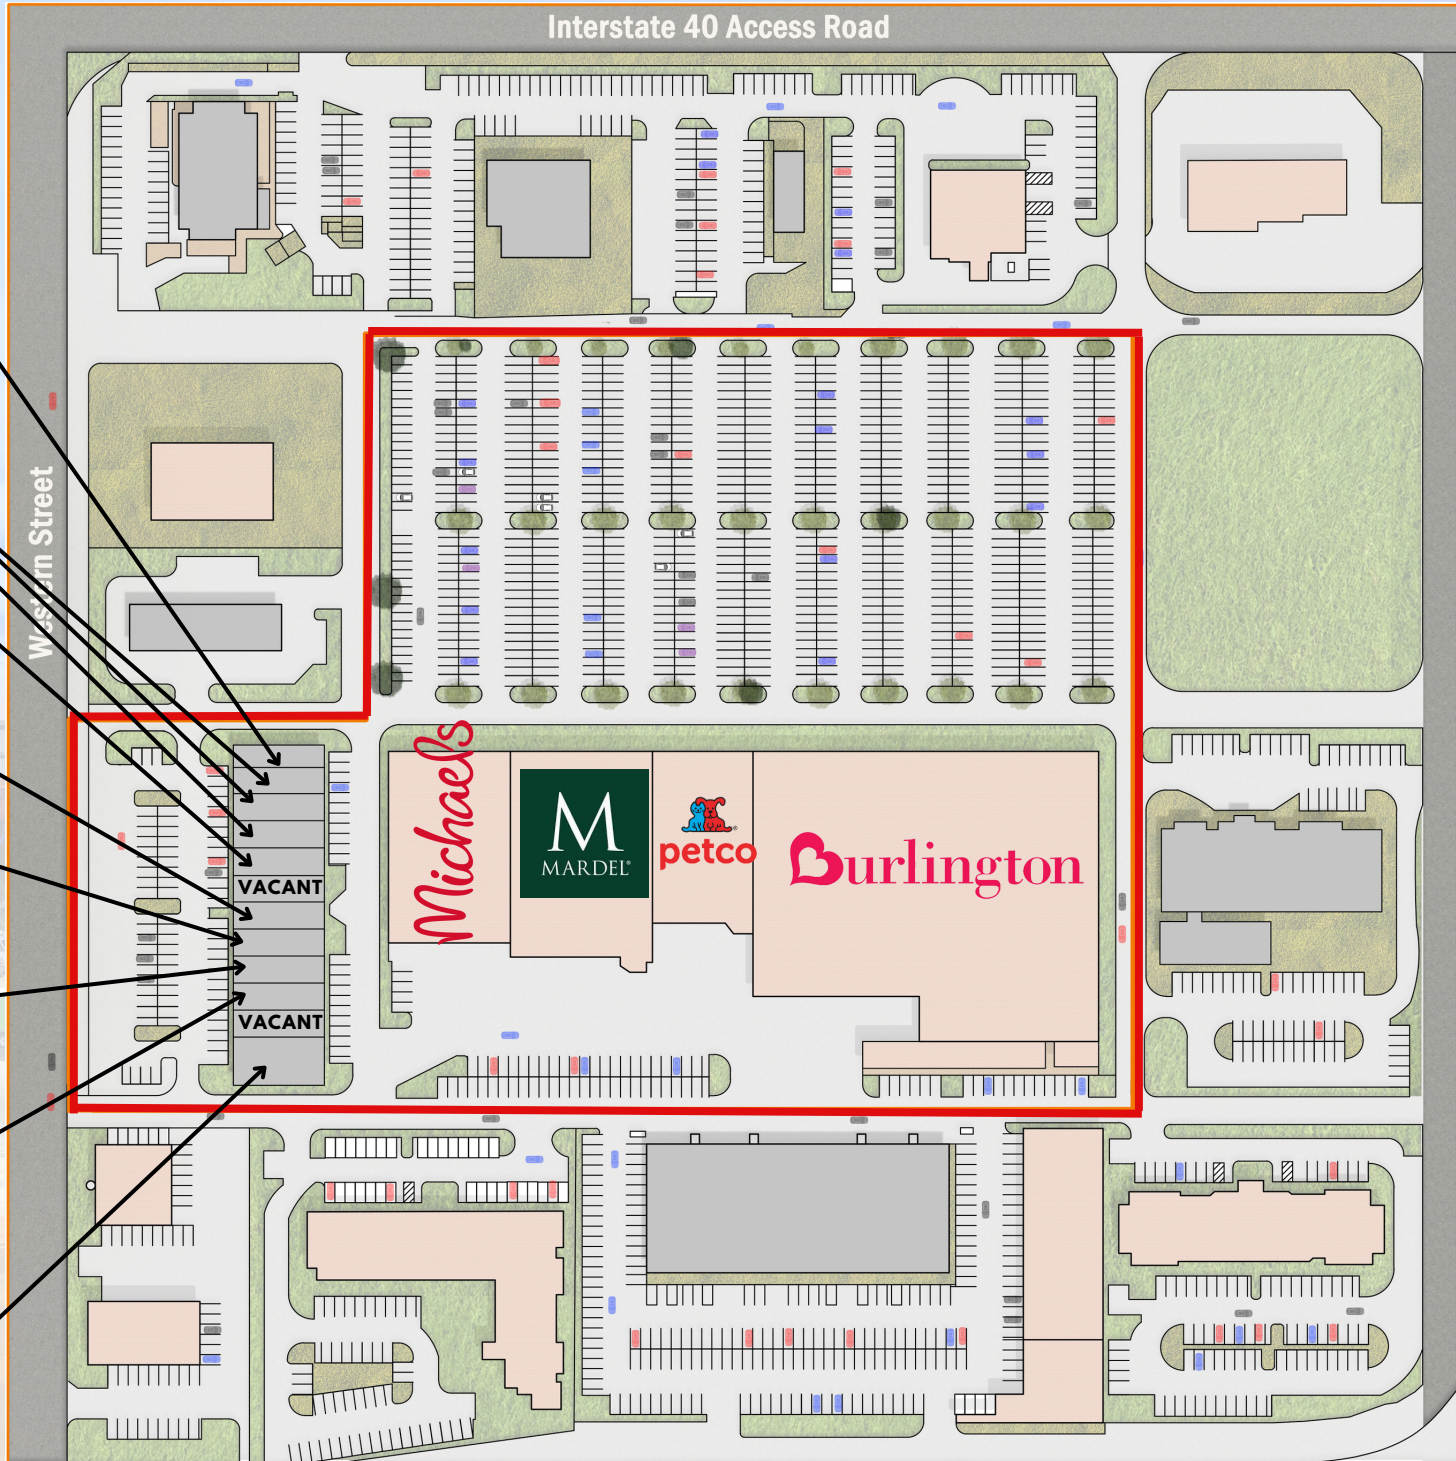 Interstate 40 Access Road
Western Street
Michaels
M
MARDEL®
petco
Burlington
VACANT
VACANT